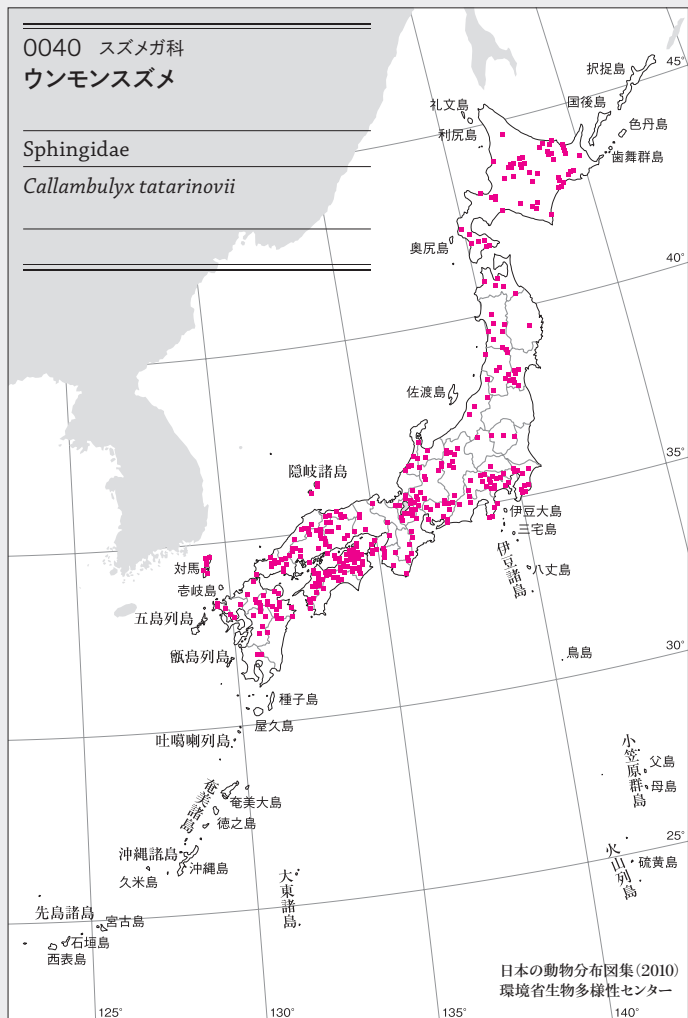 0040 スズメガ科
ウンモンスズメ
Sphingidae
Callambulyx tatarinovii
択捉島
45°
礼文島
国後島
色丹島
利尻島
歯舞群島
奥尻島
40°
佐渡島
35°
隠岐諸島
伊豆大島
三宅島
伊豆諸島
八丈島
対馬
壱岐島
五島列島
甑島列島
鳥島
30°
種子島
屋久島
吐噶喇列島
小笠原群島
父島
母島
奄美諸島
奄美大島
徳之島
25°
沖縄諸島
沖縄島
久米島
火山列島
硫黄島
大東諸島
先島諸島
宮古島
石垣島
西表島
日本の動物分布図集(2010)
環境省生物多様性センター
125°
130°
135°
140°